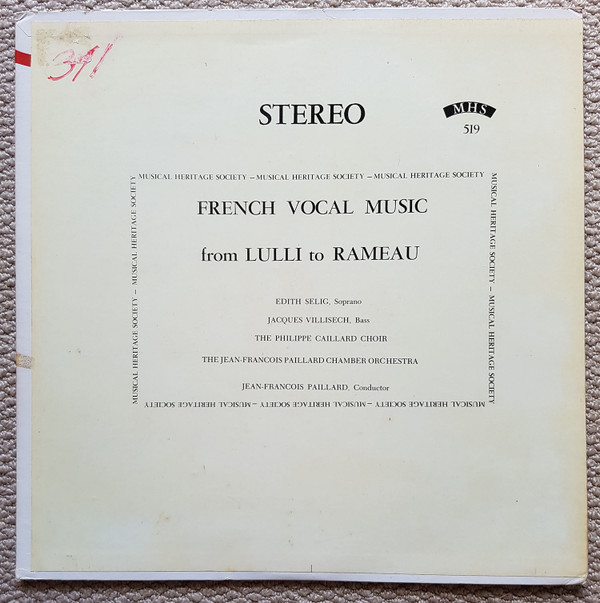 311
STEREO
MHS
519
MUSICAL HERITAGE SOCIETY – MUSICAL HERITAGE SOCIETY – MUSICAL HERITAGE SOCIETY
MUSICAL HERITAGE SOCIETY – MUSICAL HERITAGE SOCIETY
MUSICAL HERITAGE SOCIETY – MUSICAL HERITAGE SOCIETY
FRENCH VOCAL MUSIC
from LULLI to RAMEAU
EDITH SELIG, Soprano
JACQUES VILLISECH, Bass
THE PHILIPPE CAILLARD CHOIR
THE JEAN-FRANCOIS PAILLARD CHAMBER ORCHESTRA
JEAN-FRANCOIS PAILLARD, Conductor
MUSICAL HERITAGE SOCIETY – MUSICAL HERITAGE SOCIETY – MUSICAL HERITAGE SOCIETY